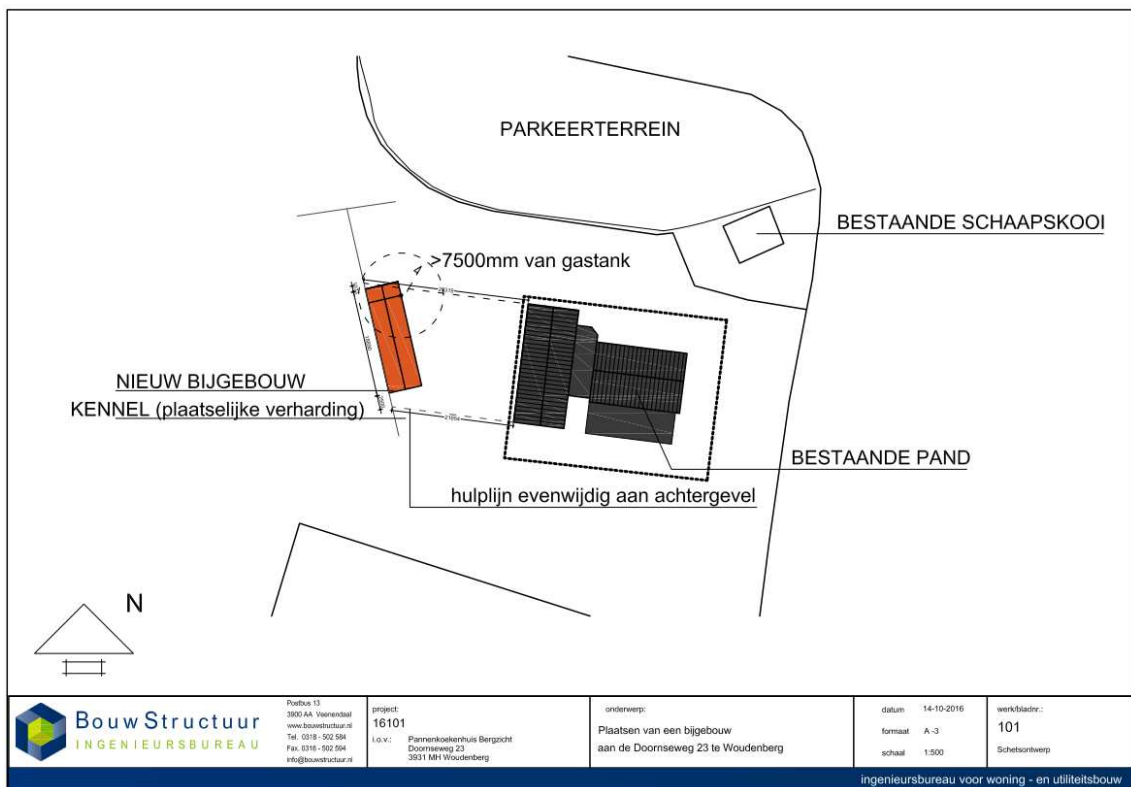 PARKEERTERREIN
BESTAANDE SCHAAPSKOOI
>7500mm van gastank
NIEUW BIJGEBOUW
KENNEL (plaatselijke verharding)
21054
BESTAANDE PAND
hulplijn evenwijdig aan achtergevel
N
BouwStructuur
INGENIEURSBUREAU
Postbus 13
3900 AA Veenendaal
www.bouwstructuur.nl
Tel. 0318 - 502 584
Fax. 0318 - 502 594
info@bouwstructuur.nl
project:
16101
i.o.v.: Pannenkoekenhuis Bergzicht
Doornseweg 23
3931 MH Woudenberg
onderwerp:
Plaatsen van een bijgebouw
aan de Doornseweg 23 te Woudenberg
datum 14-10-2016
formaat A -3
schaal 1:500
werk/bladnr.:
101
Schetsontwerp
ingenieursbureau voor woning - en utiliteitsbouw